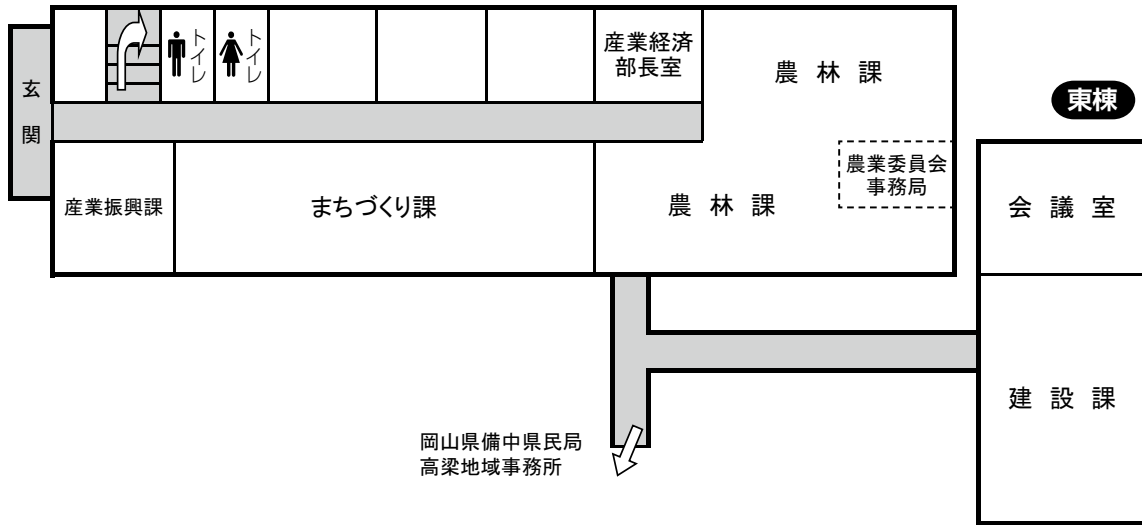 玄関
トイレ
トイレ
産業経済
部長室
農林課
東棟
産業振興課
まちづくり課
農林課
農業委員会
事務局
会議室
建設課
岡山県備中県民局
高梁地域事務所